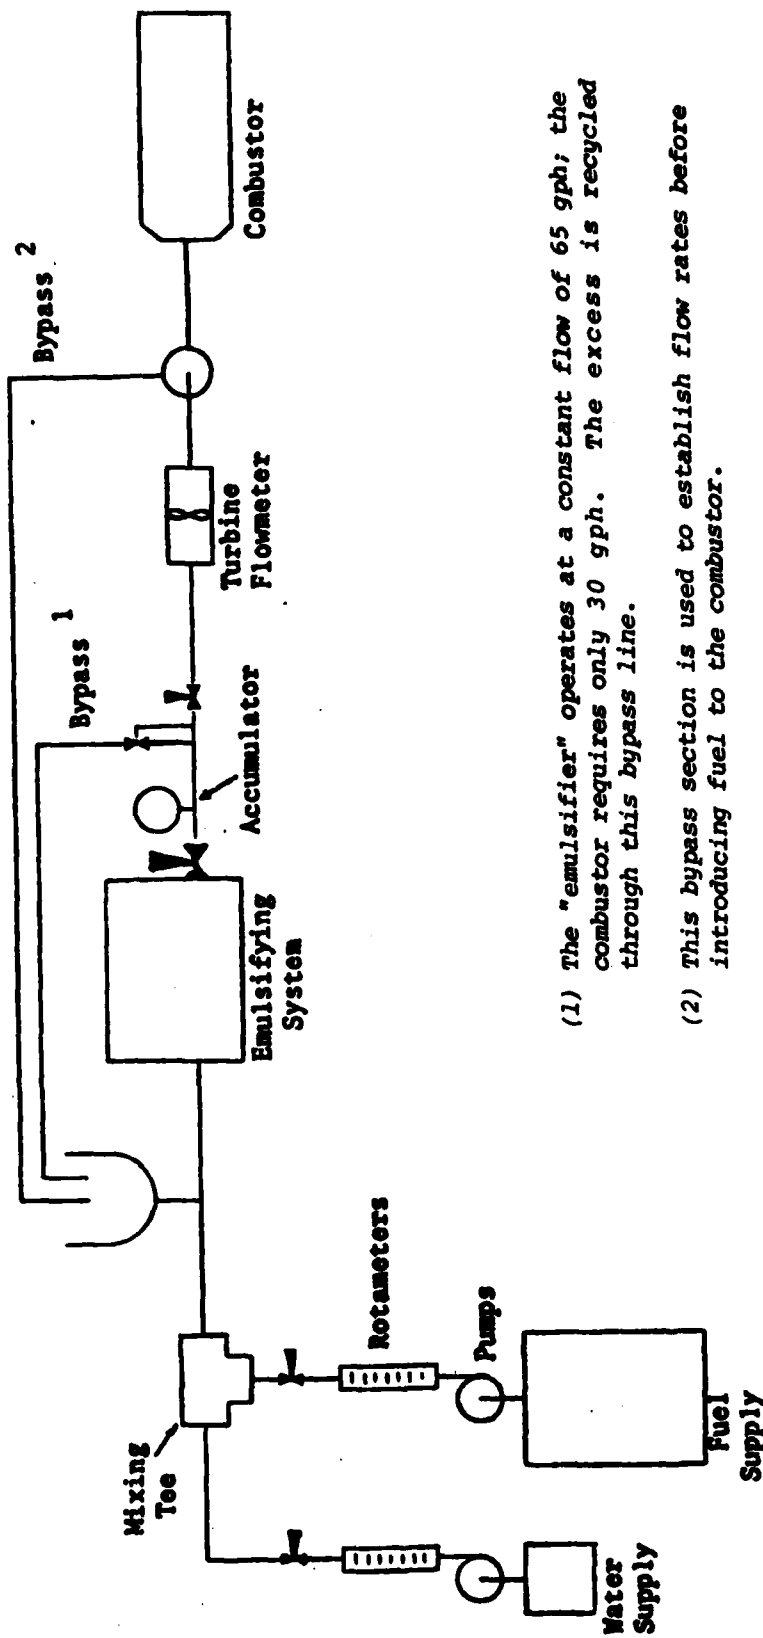 Bypass 2
Bypass 1
Combustor
Turbine
Flowmeter
Accumulator
Emulsifying
System
Mixing
Tee
Rotameters
Pumps
Fuel
Supply
Water
Supply
(1) The "emulsifier" operates at a constant flow of 65 gph; the
combustor requires only 30 gph. The excess is recycled
through this bypass line.
(2) This bypass section is used to establish flow rates before
introducing fuel to the combustor.